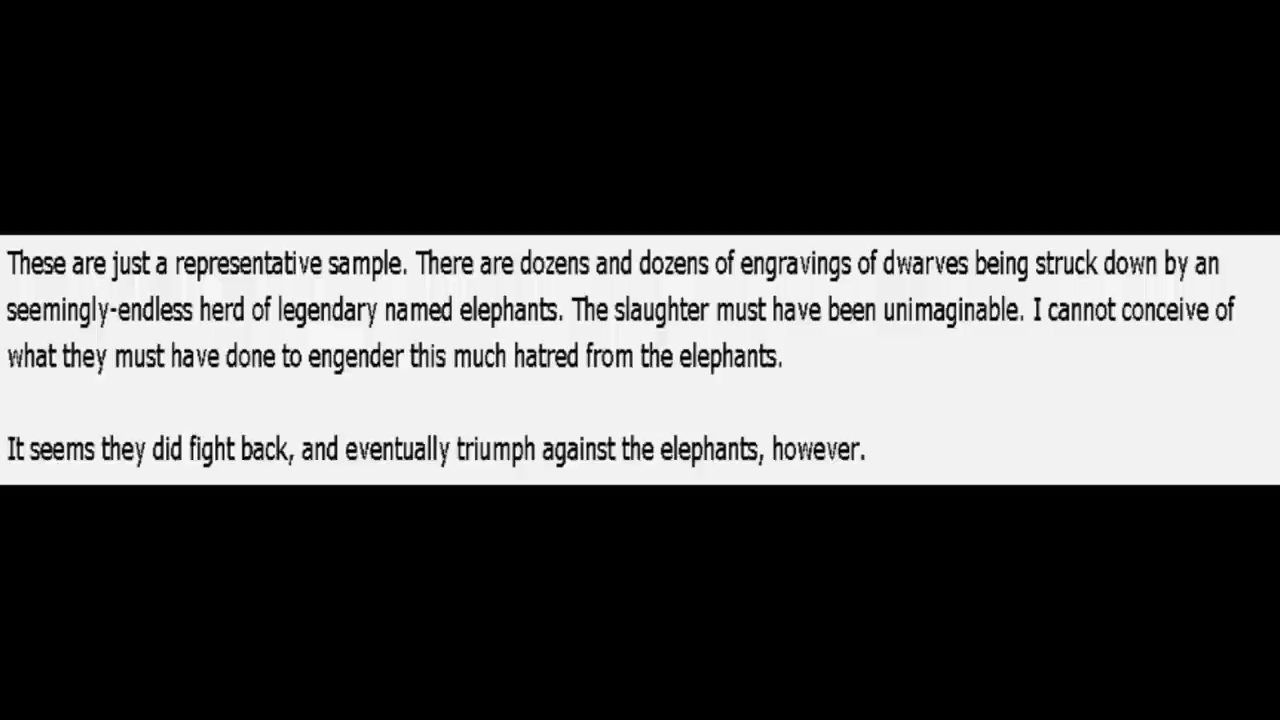 These are just a representative sample. There are dozens and dozens of engravings of dwarves being struck down by an
seemingly-endless herd of legendary named elephants. The slaughter must have been unimaginable. I cannot conceive of
what they must have done to engender this much hatred from the elephants.
It seems they did fight back, and eventually triumph against the elephants, however.